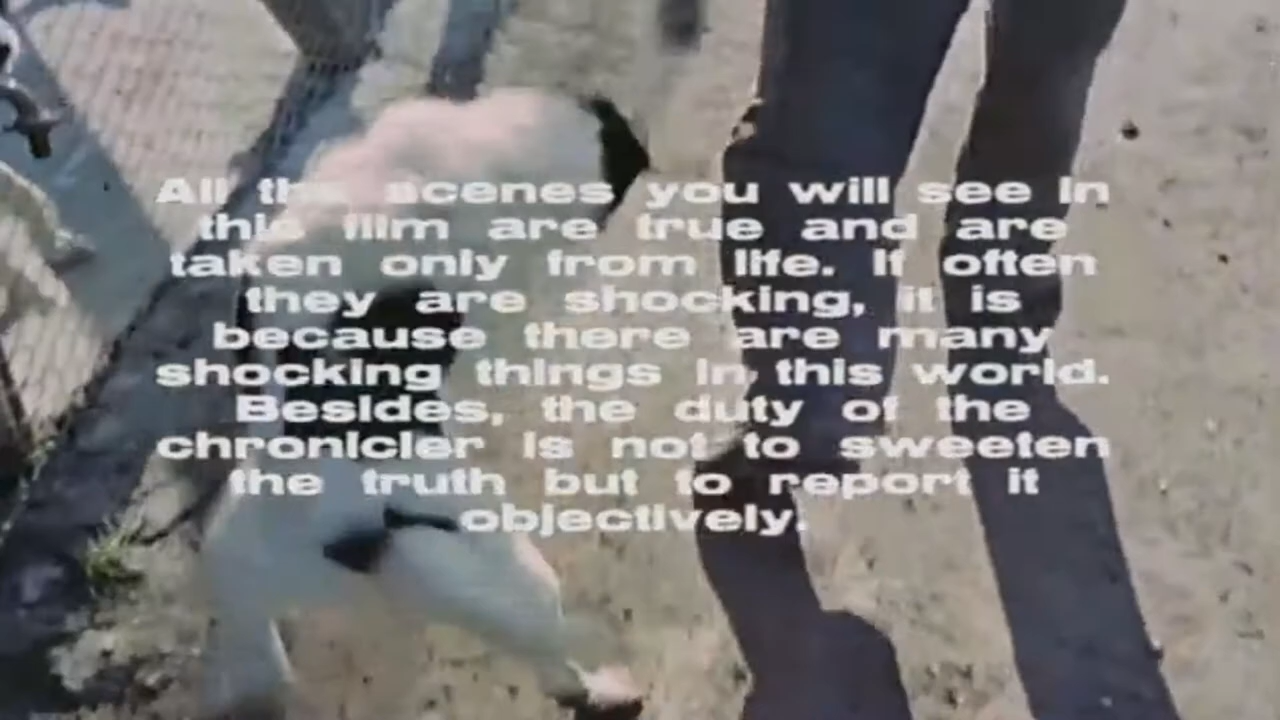 All the scenes you will see in
this film are true and are
taken only from life. If often
they are shocking, it is
because there are many
shocking things in this world.
Besides, the duty of the
chronicler is not to sweeten
the truth but to report it
objectively.